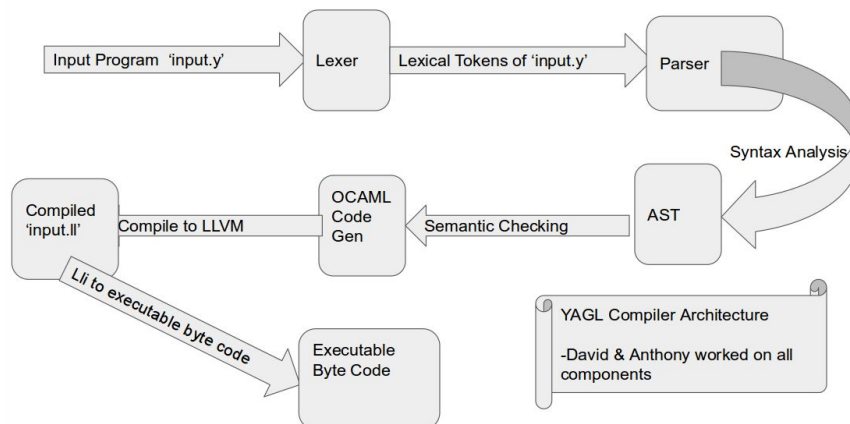 Input Program 'input.y'
Lexer
Lexical Tokens of 'input.y'
Parser
Syntax Analysis
AST
Semantic Checking
OCAML
Code
Gen
Compile to LLVM
Compiled
'input.ll'
Lli to executable byte code
Executable
Byte Code
YAGL Compiler Architecture
-David & Anthony worked on all
components